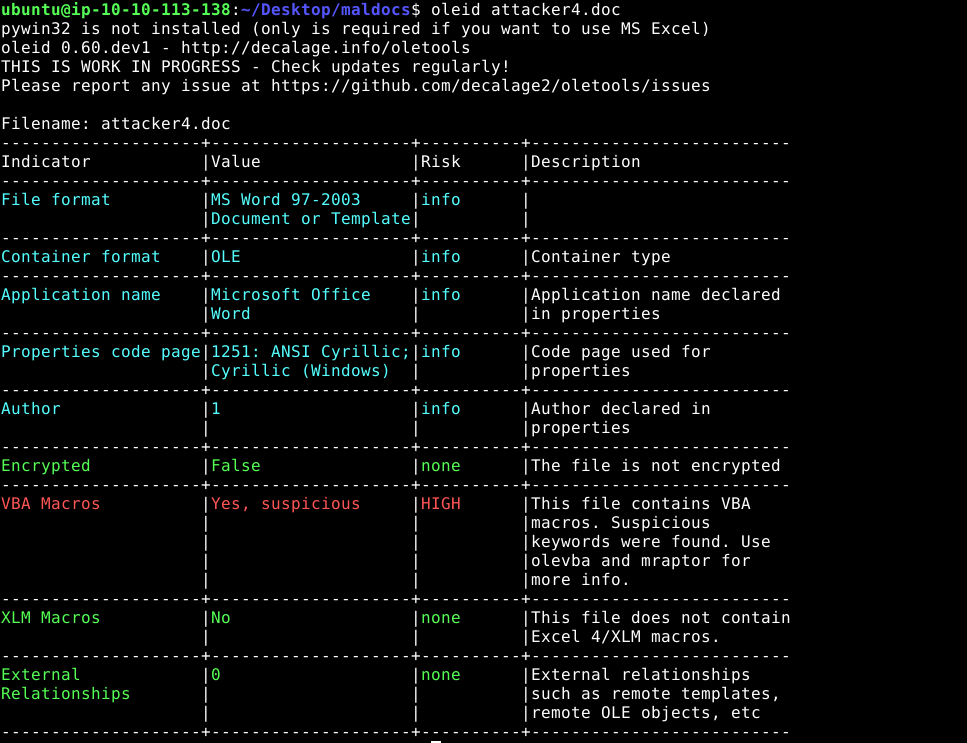 ubuntu@ip-10-10-113-138:~/Desktop/maldocs$ oleid attacker4.doc
pywin32 is not installed (only is required if you want to use MS Excel)
oleid 0.60.dev1 - http://decalage.info/oletools
THIS IS WORK IN PROGRESS - Check updates regularly!
Please report any issue at https://github.com/decalage2/oletools/issues

Filename: attacker4.doc
--------------------+--------------------+----------+--------------------------
Indicator           |Value               |Risk      |Description
--------------------+--------------------+----------+--------------------------
File format         |MS Word 97-2003     |info      |
                    |Document or Template|          |
--------------------+--------------------+----------+--------------------------
Container format    |OLE                 |info      |Container type
--------------------+--------------------+----------+--------------------------
Application name    |Microsoft Office    |info      |Application name declared
                    |Word                |          |in properties
--------------------+--------------------+----------+--------------------------
Properties code page|1251: ANSI Cyrillic;|info      |Code page used for
                    |Cyrillic (Windows)  |          |properties
--------------------+--------------------+----------+--------------------------
Author              |1                   |info      |Author declared in
                    |                    |          |properties
--------------------+--------------------+----------+--------------------------
Encrypted           |False               |none      |The file is not encrypted
--------------------+--------------------+----------+--------------------------
VBA Macros          |Yes, suspicious     |HIGH      |This file contains VBA
                    |                    |          |macros. Suspicious
                    |                    |          |keywords were found. Use
                    |                    |          |olevba and mraptor for
                    |                    |          |more info.
--------------------+--------------------+----------+--------------------------
XLM Macros          |No                  |none      |This file does not contain
                    |                    |          |Excel 4/XLM macros.
--------------------+--------------------+----------+--------------------------
External            |0                   |none      |External relationships
Relationships       |                    |          |such as remote templates,
                    |                    |          |remote OLE objects, etc
--------------------+--------------------+----------+--------------------------